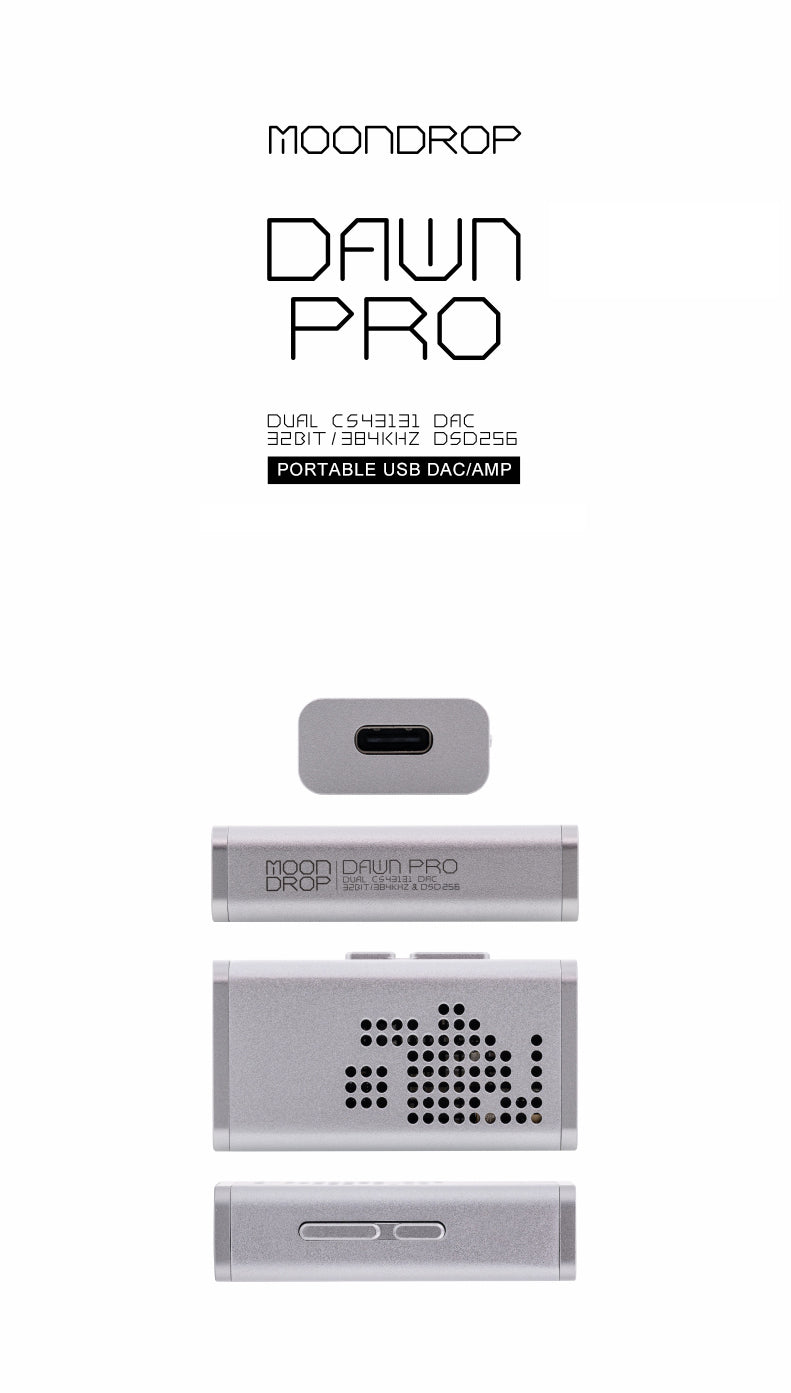 MOONDROP
DAWN
PRO
DUAL CS43131 DAC
32BIT/384KHZ DSD256
PORTABLE USB DAC/AMP
MOON
DROP
DAWN PRO
DUAL CS43131 DAC
32BIT/384KHZ & DSD256